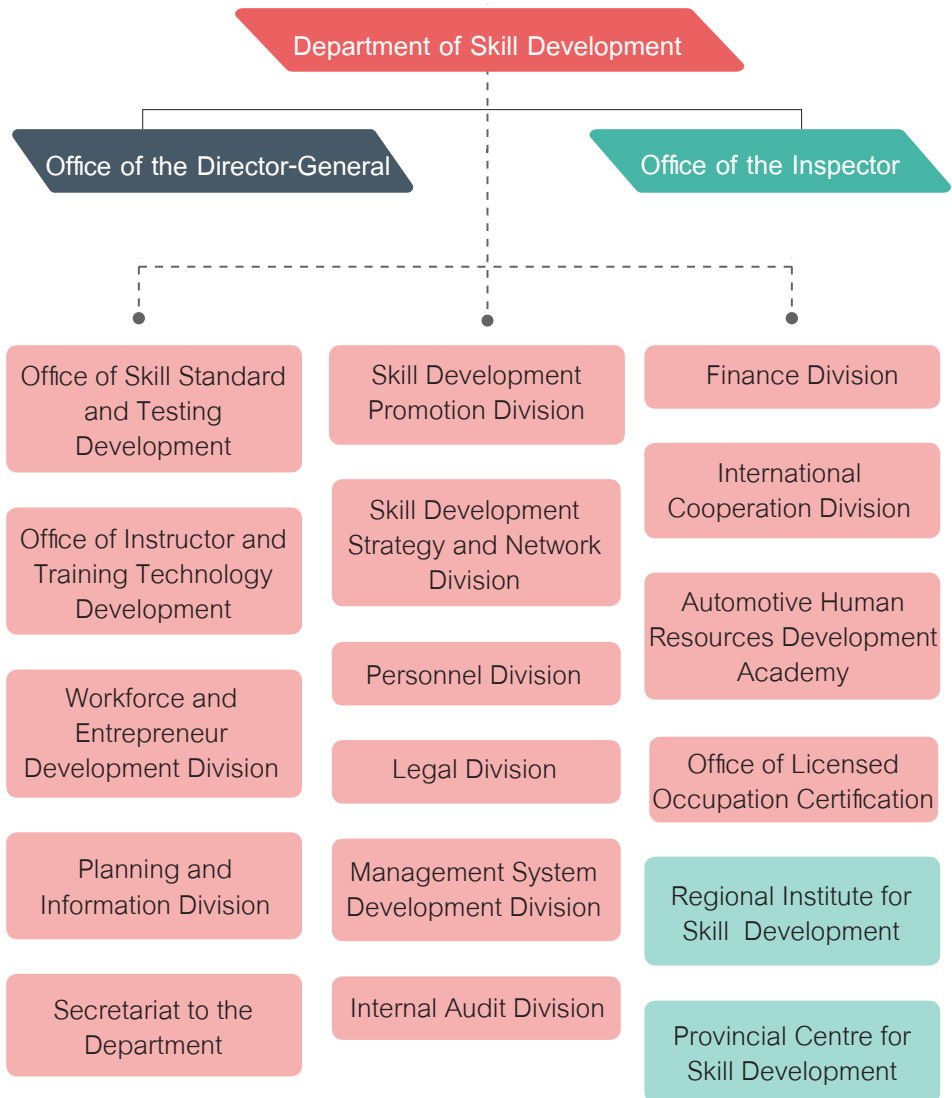 Department of Skill Development
Office of the Director-General
Office of the Inspector
Office of Skill Standard
and Testing
Development
Office of Instructor and
Training Technology
Development
Workforce and
Entrepreneur
Development Division
Planning and
Information Division
Secretariat to the
Department
Skill Development
Promotion Division
Skill Development
Strategy and Network
Division
Personnel Division
Legal Division
Management System
Development Division
Internal Audit Division
Finance Division
International
Cooperation Division
Automotive Human
Resources Development
Academy
Office of Licensed
Occupation Certification
Regional Institute for
Skill Development
Provincial Centre for
Skill Development